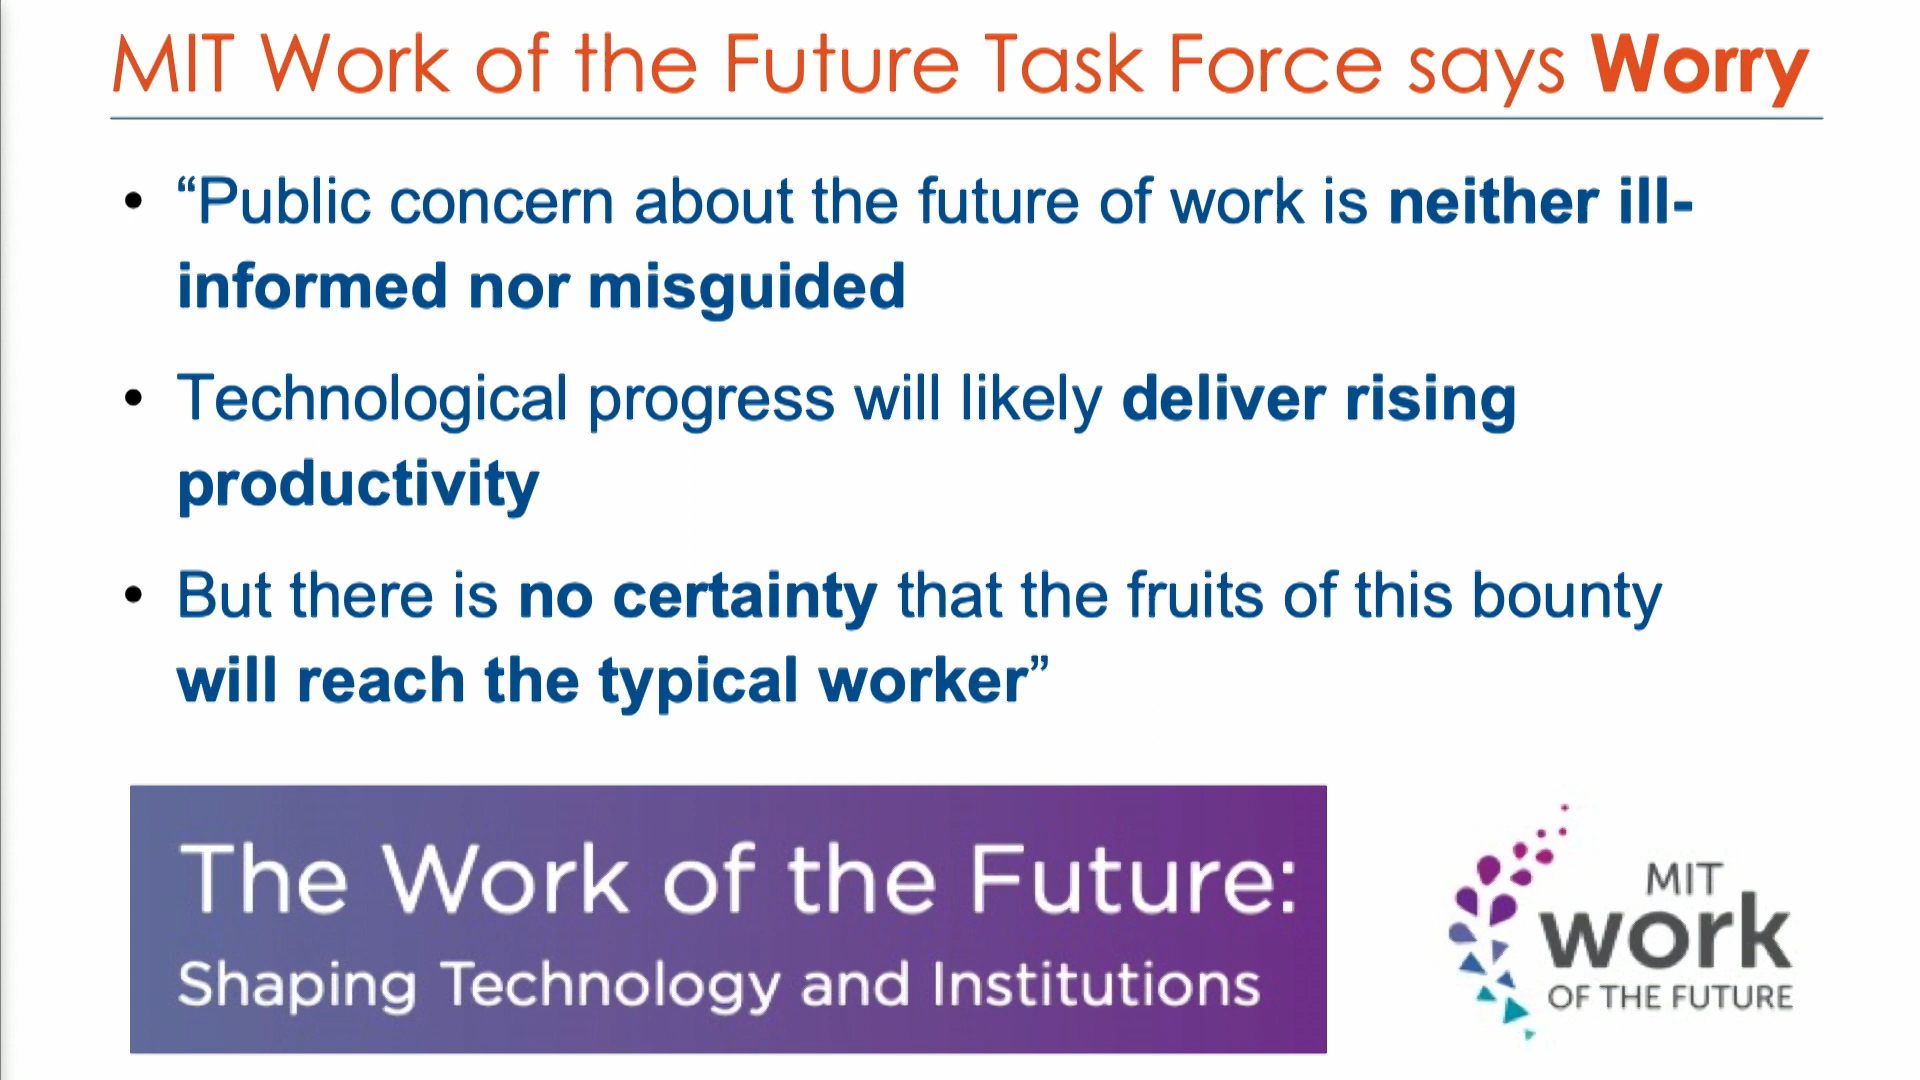 MIT Work of the Future Task Force says Worry
• “Public concern about the future of work is neither ill-
informed nor misguided
• Technological progress will likely deliver rising
productivity
• But there is no certainty that the fruits of this bounty
will reach the typical worker”
The Work of the Future:
Shaping Technology and Institutions
MIT
work
OF THE FUTURE